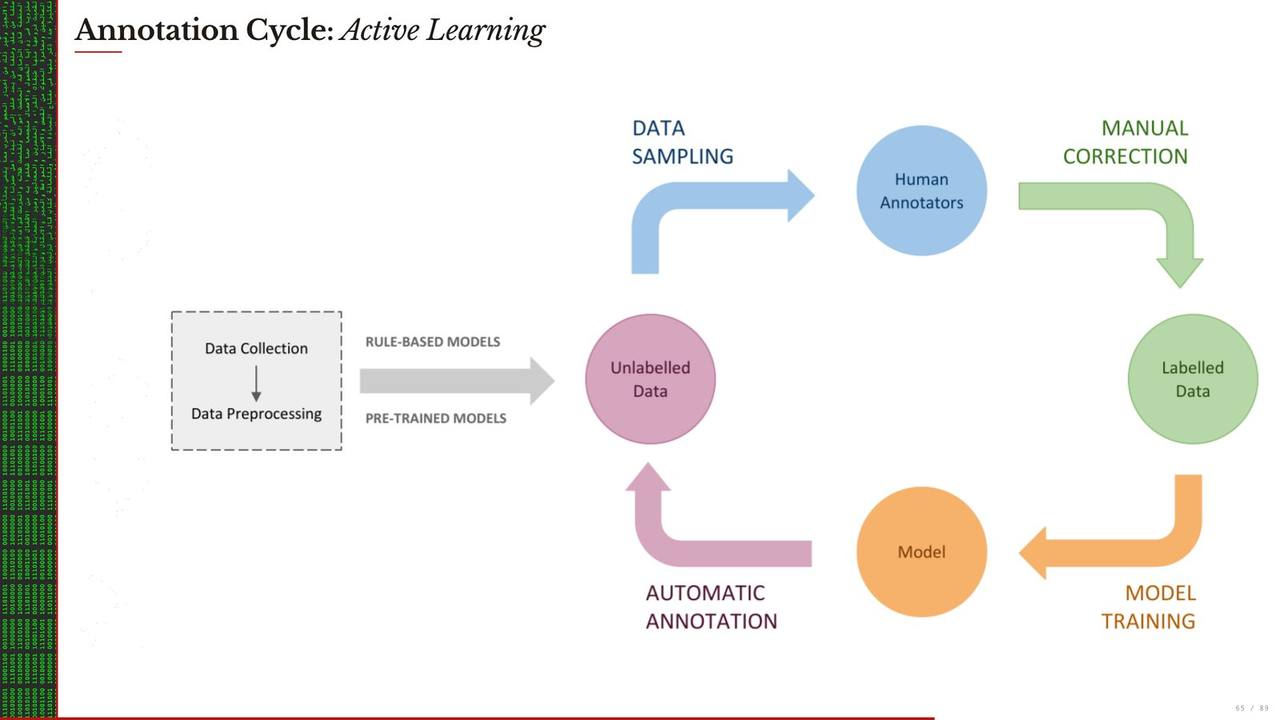 Annotation Cycle: Active Learning
DATA
SAMPLING
Human
Annotators
MANUAL
CORRECTION
Data Collection
Data Preprocessing
RULE-BASED MODELS
PRE-TRAINED MODELS
Unlabelled
Data
Labelled
Data
Model
AUTOMATIC
ANNOTATION
MODEL
TRAINING
65 / 89